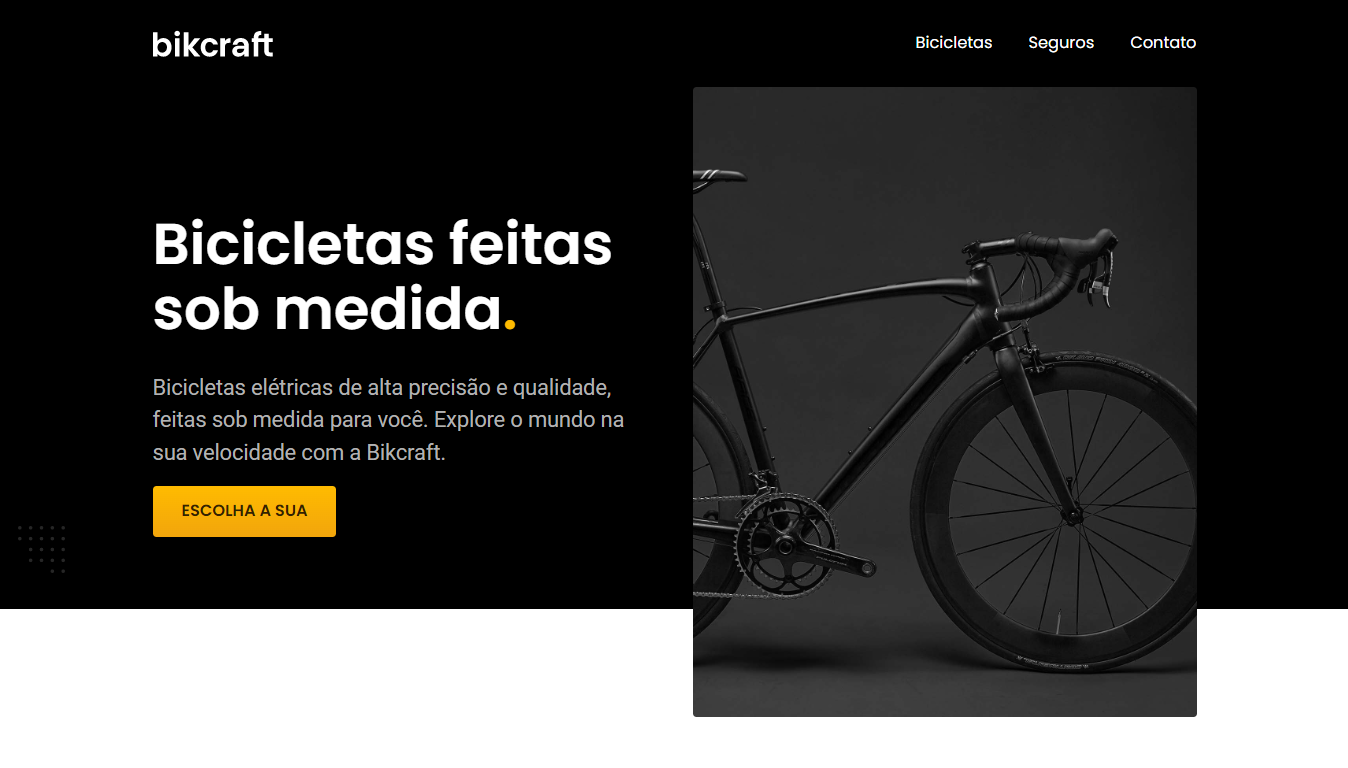 bikcraft
Bicicletas
Seguros
Contato
Bicicletas feitas
sob medida.
Bicicletas elétricas de alta precisão e qualidade,
feitas sob medida para você. Explore o mundo na
sua velocidade com a Bikcraft.
ESCOLHA A SUA